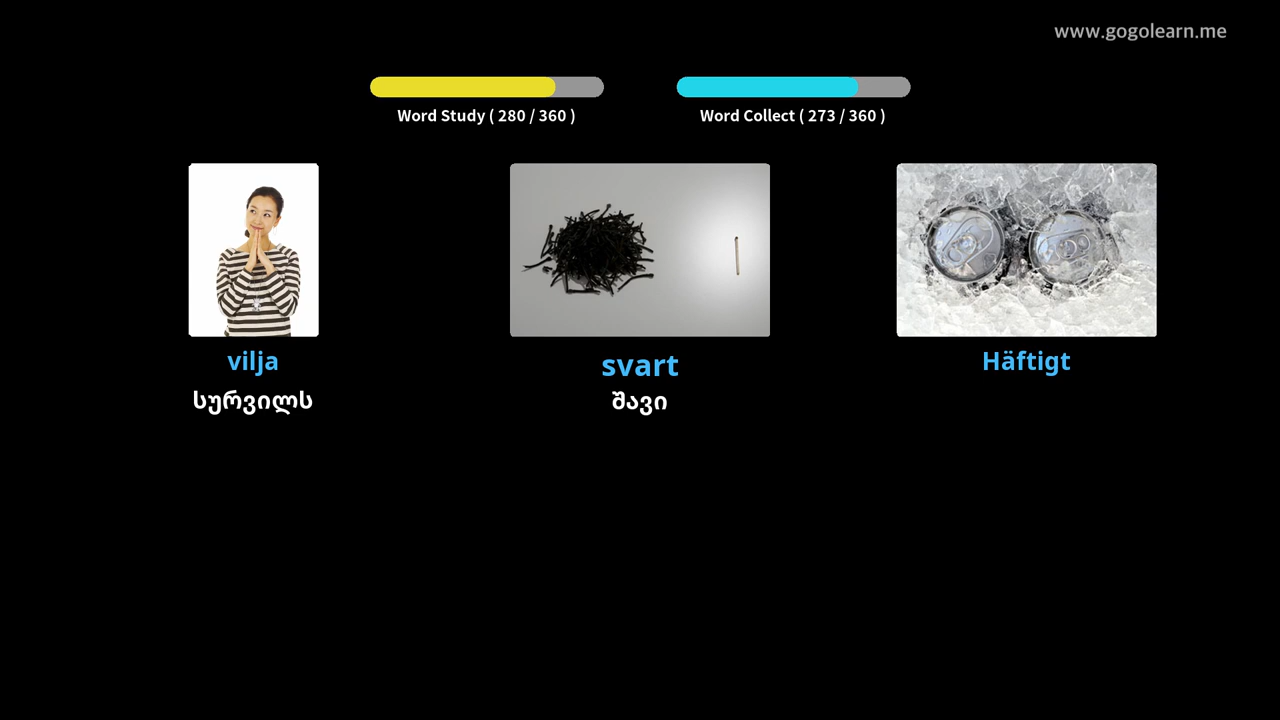 www.gogolearn.me
Word Study ( 280 / 360 )
Word Collect ( 273 / 360 )
vilja
სურვილს
svart
შავი
Häftigt